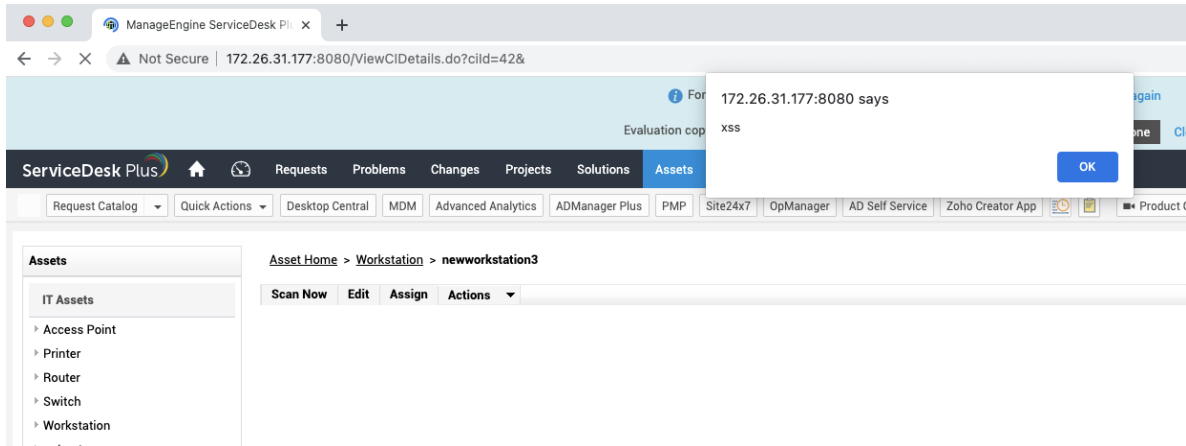 ManageEngine ServiceDesk Pl
Not Secure | 172.26.31.177:8080/ViewCIDetails.do?ciId=42&
For
again
172.26.31.177:8080 says
xss
OK
Evaluation cop
one
Cl
ServiceDesk Plus
Requests Problems Changes Projects Solutions Assets
Request Catalog Quick Actions Desktop Central MDM Advanced Analytics ADManager Plus PMP Site24x7 OpManager AD Self Service Zoho Creator App Product
Assets
Asset Home > Workstation > newworkstation3
IT Assets
Scan Now Edit Assign Actions
Access Point
Printer
Router
Switch
Workstation